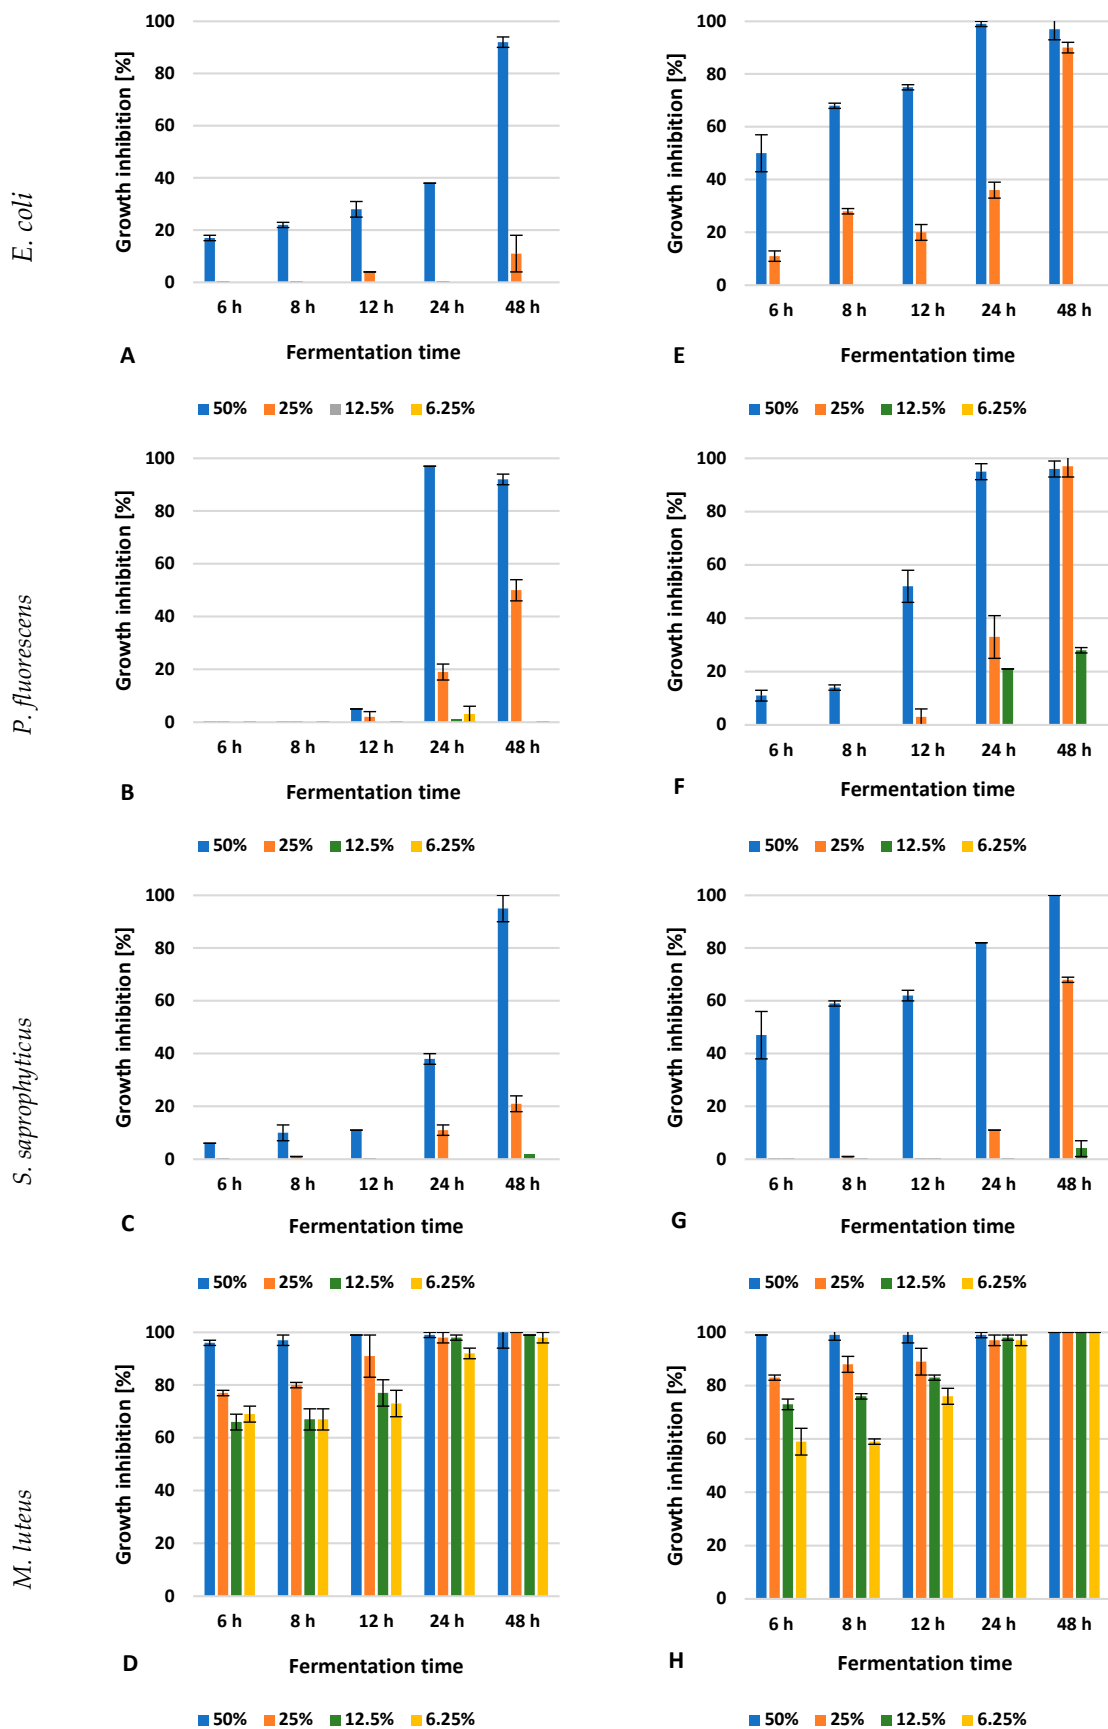 E. coli
Growth inhibition [%]
100
80
60
40
20
0
6 h 8 h 12 h 24 h 48 h
A Fermentation time
50% 25% 12.5% 6.25%
Growth inhibition [%]
100
80
60
40
20
0
6 h 8 h 12 h 24 h 48 h
E Fermentation time
50% 25% 12.5% 6.25%
P. fluorescens
Growth inhibition [%]
100
80
60
40
20
0
6 h 8 h 12 h 24 h 48 h
B Fermentation time
50% 25% 12.5% 6.25%
Growth inhibition [%]
100
80
60
40
20
0
6 h 8 h 12 h 24 h 48 h
F Fermentation time
50% 25% 12.5% 6.25%
S. saprophyticus
Growth inhibition [%]
100
80
60
40
20
0
6 h 8 h 12 h 24 h 48 h
C Fermentation time
50% 25% 12.5% 6.25%
Growth inhibition [%]
100
80
60
40
20
0
6 h 8 h 12 h 24 h 48 h
G Fermentation time
50% 25% 12.5% 6.25%
M. luteus
Growth inhibition [%]
100
80
60
40
20
0
6 h 8 h 12 h 24 h 48 h
D Fermentation time
50% 25% 12.5% 6.25%
Growth inhibition [%]
100
80
60
40
20
0
6 h 8 h 12 h 24 h 48 h
H Fermentation time
50% 25% 12.5% 6.25%